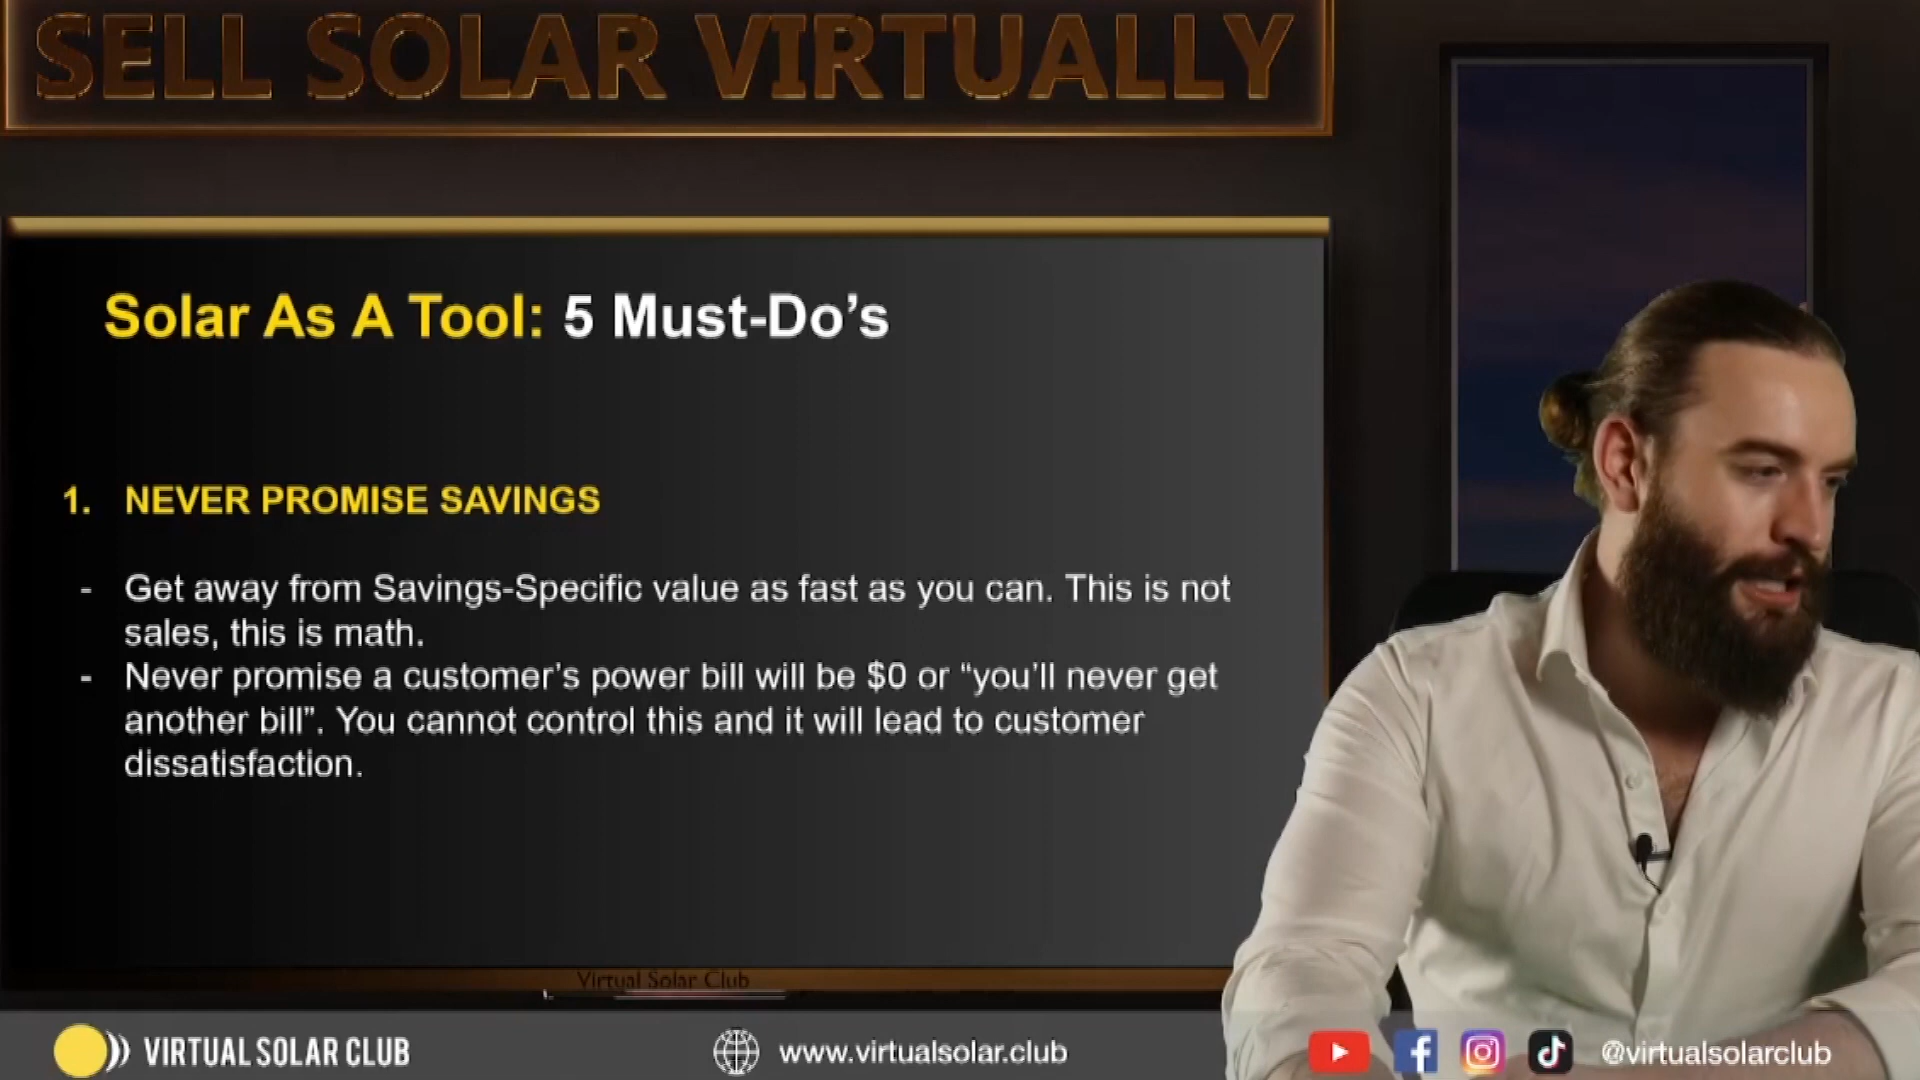 SELL SOLAR VIRTUALLY
Solar As A Tool: 5 Must-Do’s
1. NEVER PROMISE SAVINGS
- Get away from Savings-Specific value as fast as you can. This is not
sales, this is math.
- Never promise a customer’s power bill will be $0 or “you’ll never get
another bill”. You cannot control this and it will lead to customer
dissatisfaction.
Virtual Solar Club
VIRTUAL SOLAR CLUB
www.virtualsolar.club
@virtualsolarclub